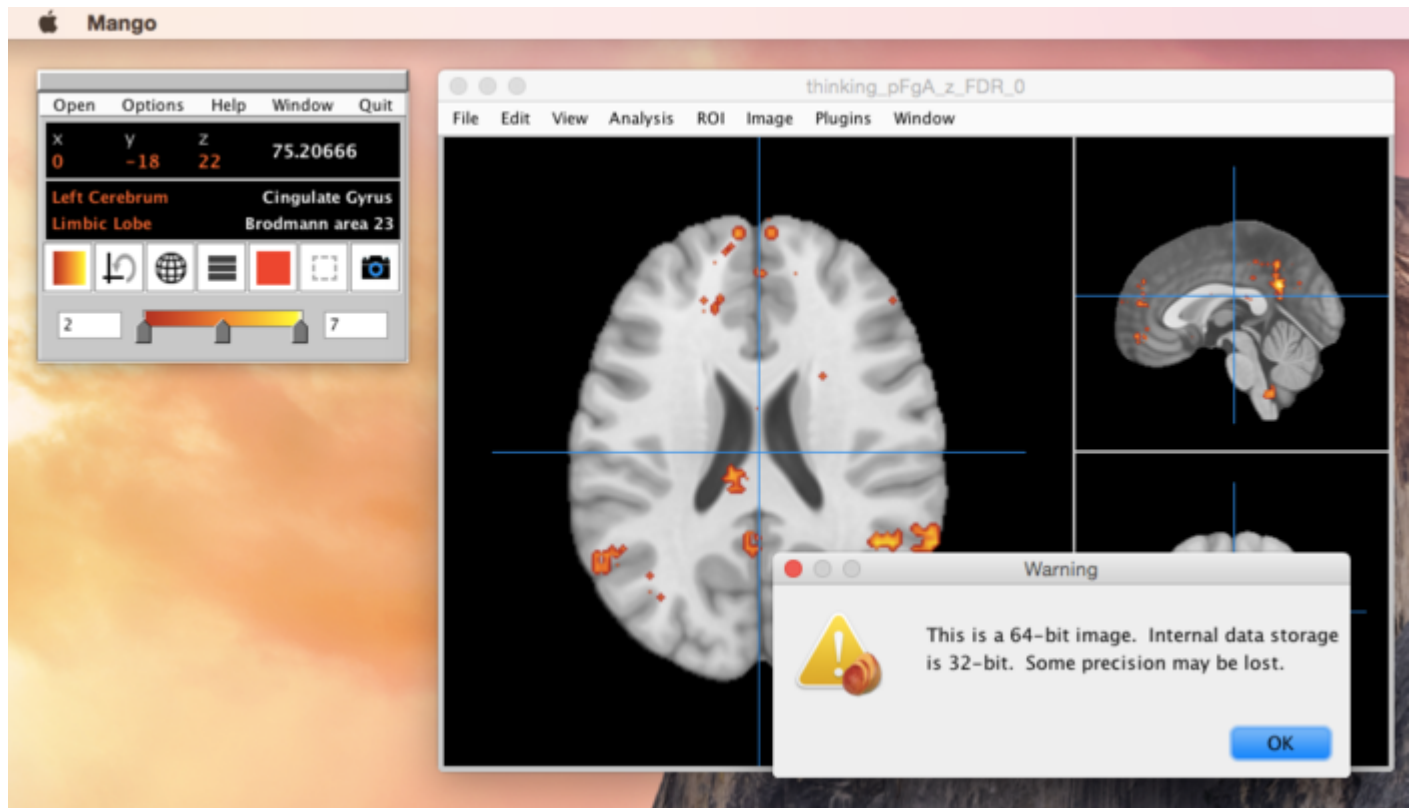 Mango
Open Options Help Window Quit
x y z
0 -18 22 75.20666
Left Cerebrum Cingulate Gyrus
Limbic Lobe Brodmann area 23
2 7
thinking_pFgA_z_FDR_0
File Edit View Analysis ROI Image Plugins Window
Warning
This is a 64-bit image. Internal data storage
is 32-bit. Some precision may be lost.
OK